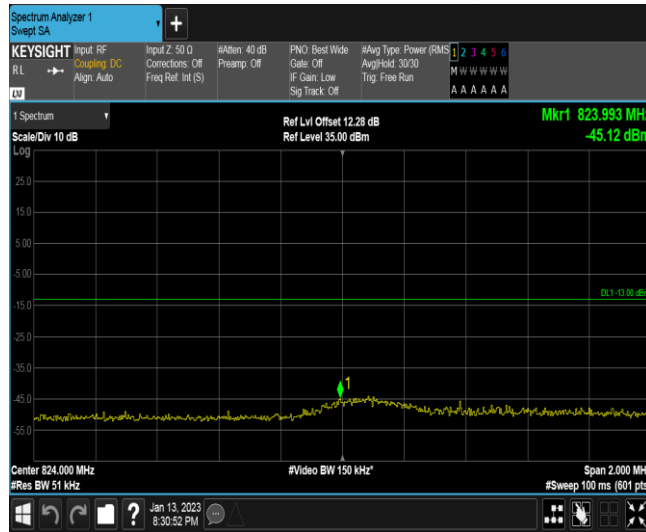 Spectrum Analyzer 1
Swept SA
KEYSIGHT Input: RF Input Z: 50 Ω #Atten: 40 dB PNO: Best Wide #Avg Type: Power (RMS 1 2 3 4 5 6
RL Coupling: DC Corrections: Off Preamp: Off Gate: Off Avg|Hold: 30/30 M W W W W W
Align: Auto Freq Ref: Int (S) IF Gain: Low Trig: Free Run
LXI Sig Track: Off A A A A A A
1 Spectrum Ref Lvl Offset 12.28 dB Mkr1 823.993 MHz
Scale/Div 10 dB Ref Level 35.00 dBm -45.12 dBm
Log
25.0
15.0
5.00
-5.00
DL1 -13.00 dBm
-15.0
-25.0
-35.0
1
-45.0
-55.0
Center 824.000 MHz #Video BW 150 kHz* Span 2.000 MHz
#Res BW 51 kHz #Sweep 100 ms (601 pts
? Jan 13, 2023
8:30:52 PM